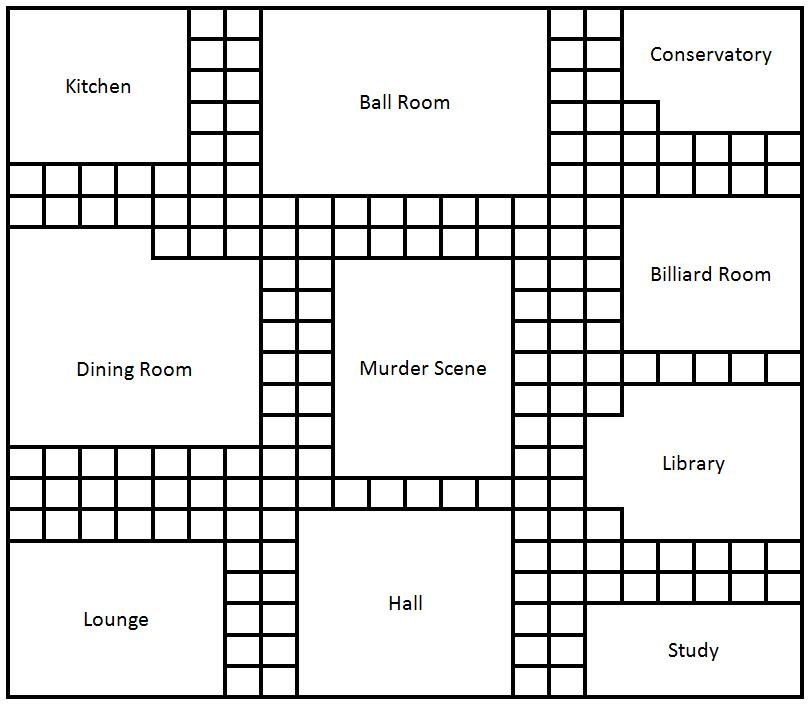 Conservatory
Kitchen
Ball Room
Billiard Room
Dining Room
Murder Scene
Library
Hall
Lounge
Study